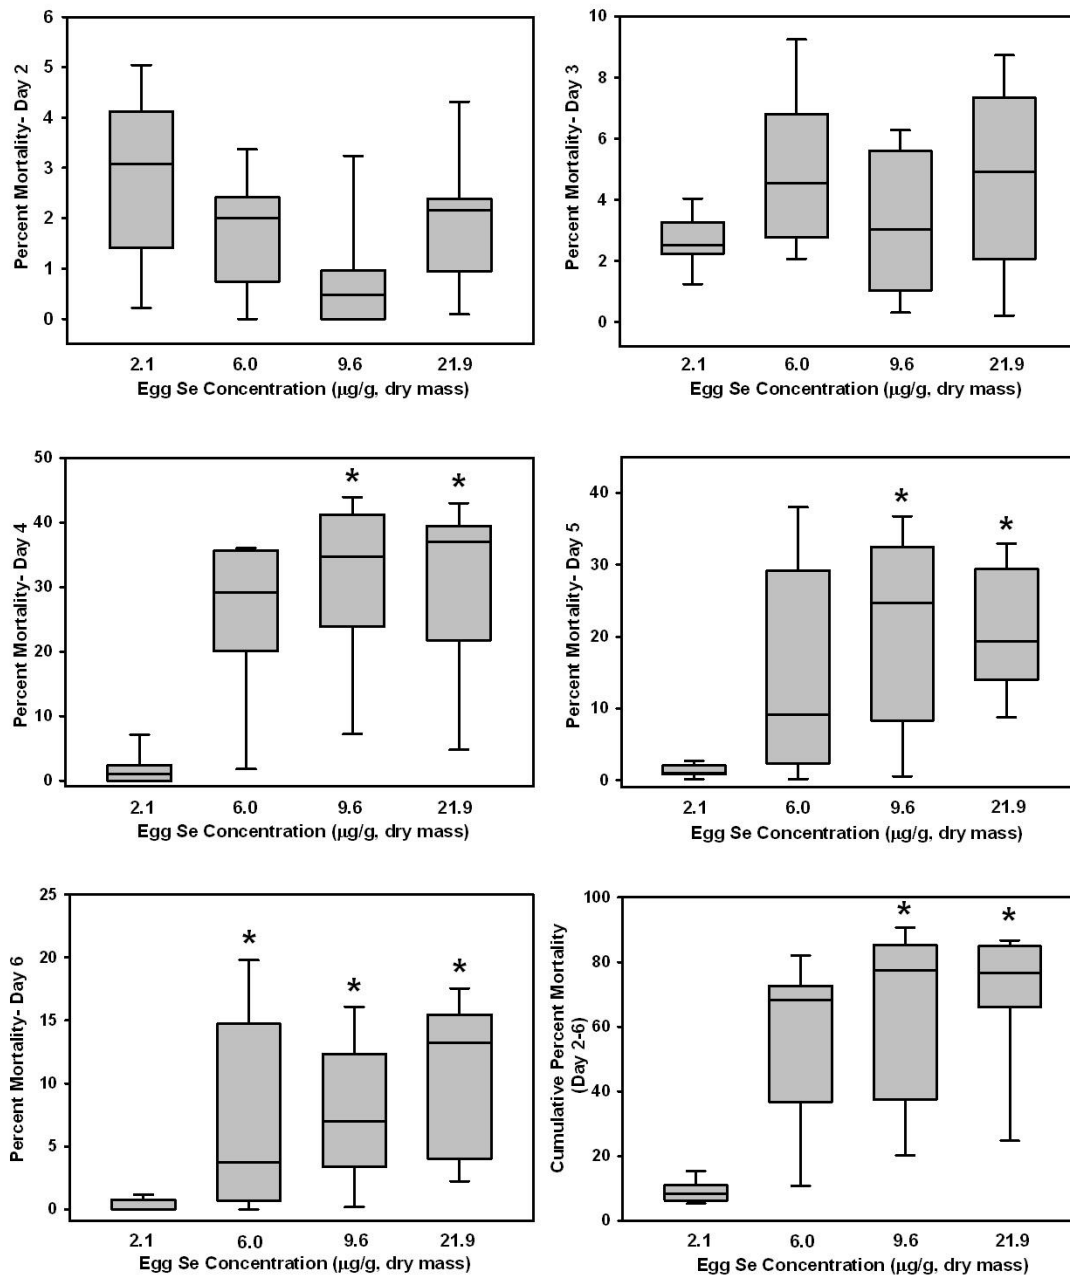 Percent Mortality- Day 2
6
5
4
3
2
1
0
2.1 6.0 9.6 21.9
Egg Se Concentration (µg/g, dry mass)
Percent Mortality- Day 3
10
8
6
4
2
0
2.1 6.0 9.6 21.9
Egg Se Concentration (µg/g, dry mass)
Percent Mortality- Day 4
50
40
30
20
10
0
* *
2.1 6.0 9.6 21.9
Egg Se Concentration (µg/g, dry mass)
Percent Mortality- Day 5
40
30
20
10
0
* *
2.1 6.0 9.6 21.9
Egg Se Concentration (µg/g, dry mass)
Percent Mortality- Day 6
25
20
15
10
5
0
* * *
2.1 6.0 9.6 21.9
Egg Se Concentration (µg/g, dry mass)
Cumulative Percent Mortality
(Day 2-6)
100
80
60
40
20
0
* *
2.1 6.0 9.6 21.9
Egg Se Concentration (µg/g, dry mass)